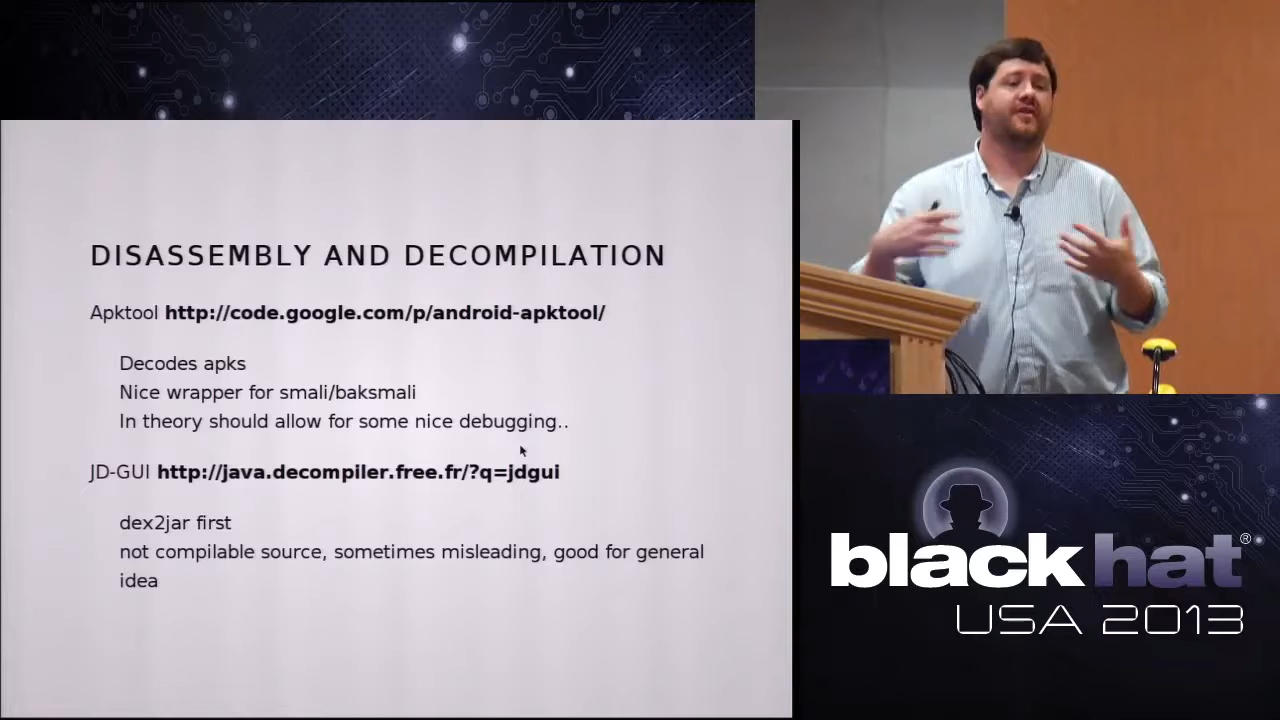 DISASSEMBLY AND DECOMPILATION
Apktool http://code.google.com/p/android-apktool/
Decodes apks
Nice wrapper for smali/baksmali
In theory should allow for some nice debugging..
JD-GUI http://java.decompiler.free.fr/?q=jdgui
dex2jar first
not compilable source, sometimes misleading, good for general
idea
black hat®
USA 2013